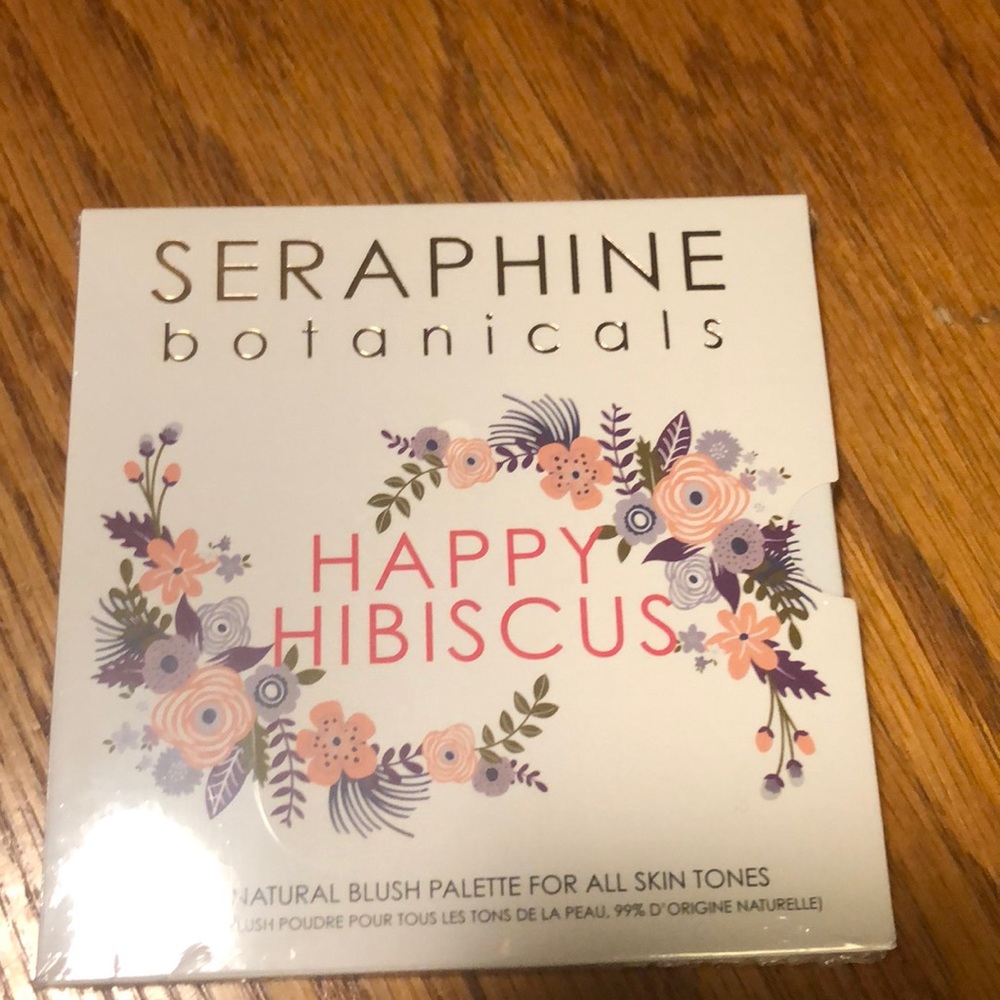 SERAPHINE
botanicals
HAPPY
HIBISCUS
NATURAL BLUSH PALETTE FOR ALL SKIN TONES
POUDRE POUR TOUS LES TONS DE LA PEAU. 99% D'ORIGINE NATURELLE)